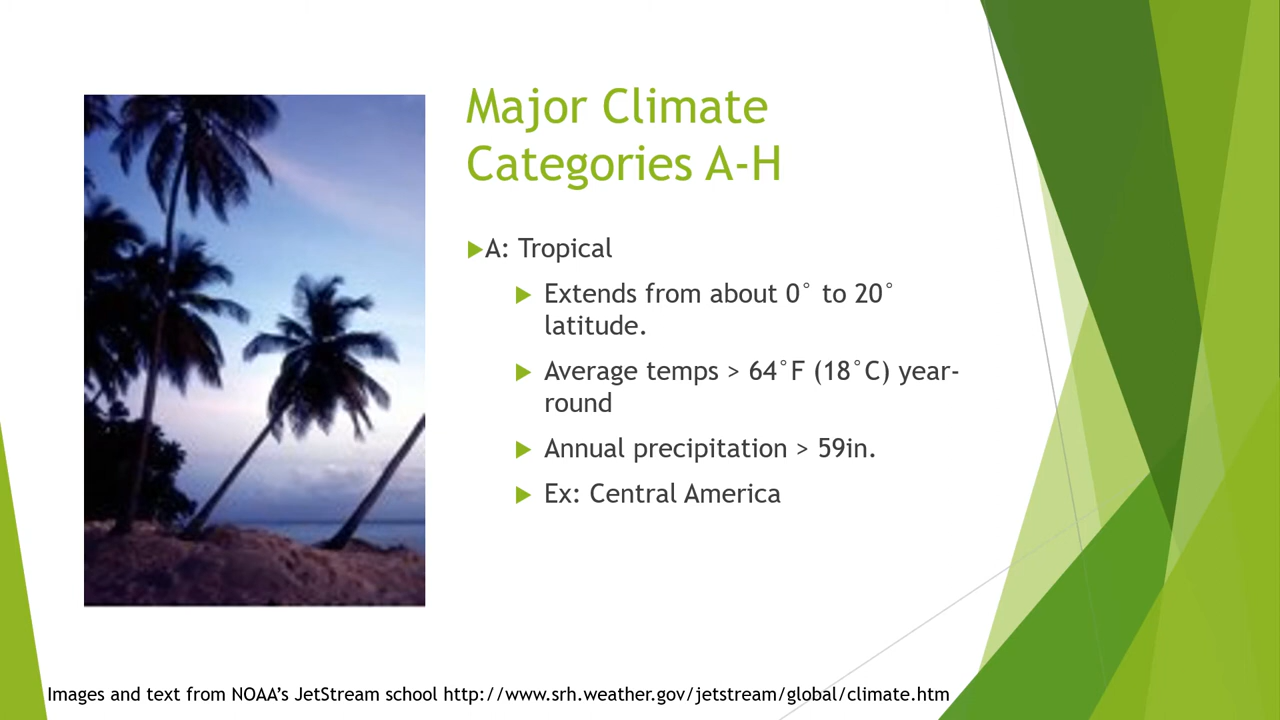 Major Climate
Categories A-H
A: Tropical
Extends from about 0° to 20°
latitude.
Average temps > 64°F (18°C) year-
round
Annual precipitation > 59in.
Ex: Central America
Images and text from NOAA's JetStream school http://www.srh.weather.gov/jetstream/global/climate.htm